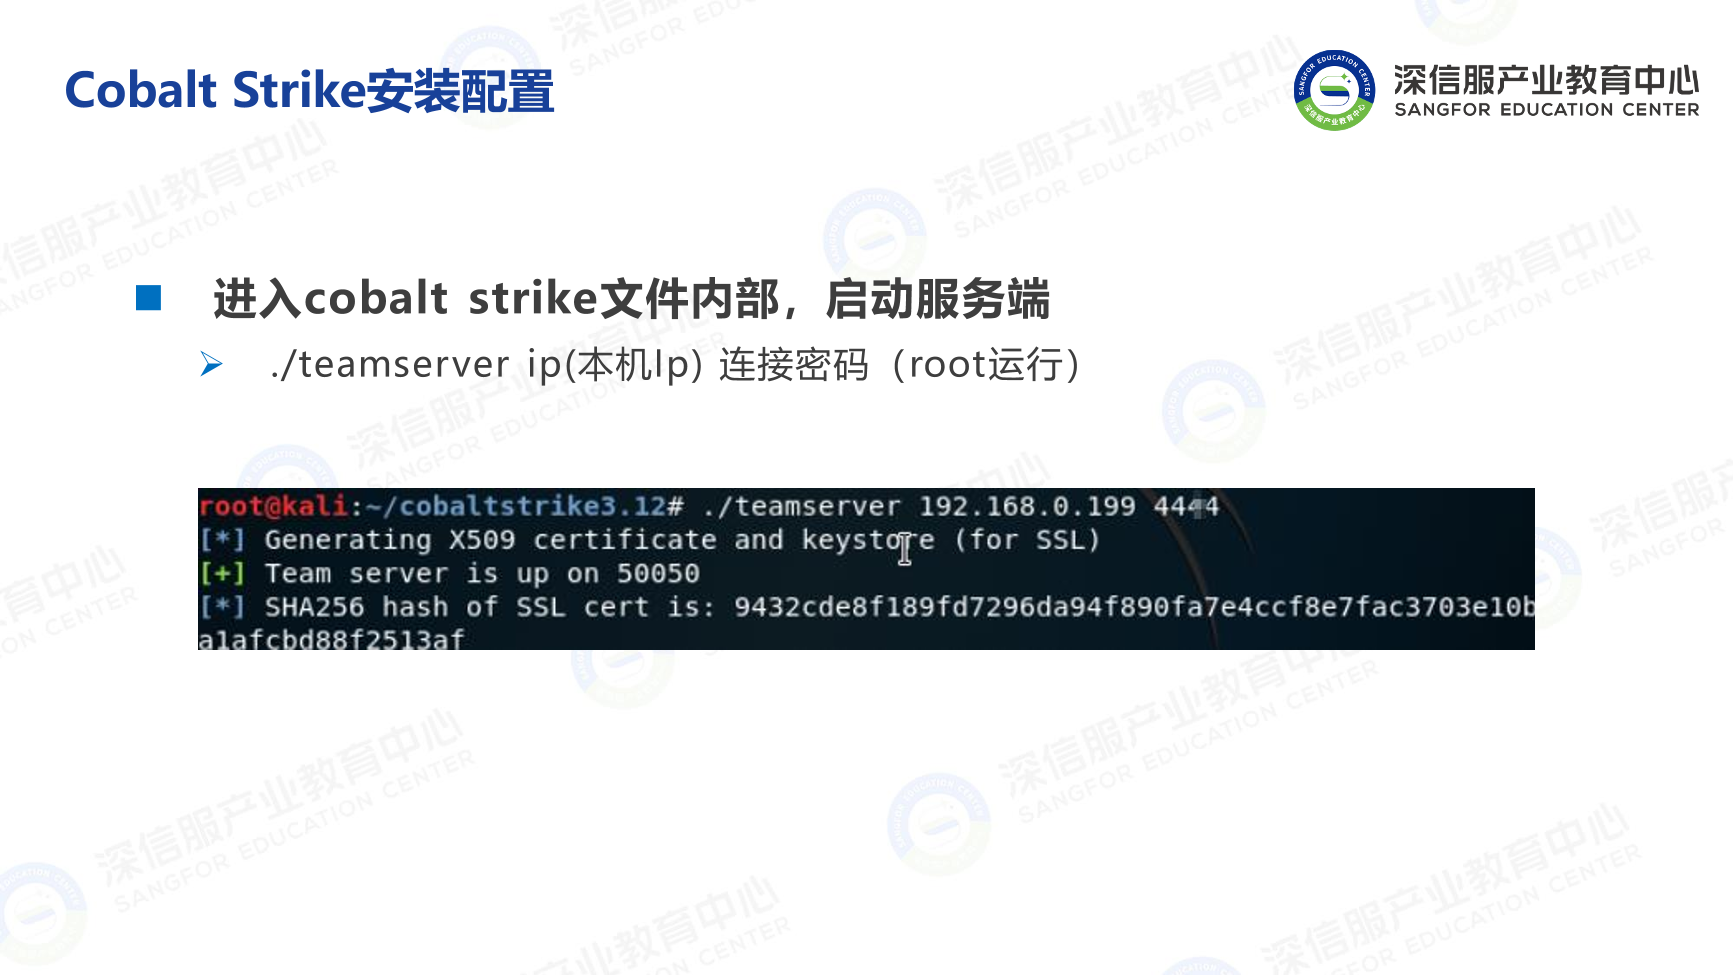 Cobalt Strike安装配置
深信服产业教育中心
SANGFOR EDUCATION CENTER
进入cobalt strike文件内部，启动服务端
./teamserver ip(本机Ip) 连接密码（root运行）
root@kali:~/cobaltstrike3.12# ./teamserver 192.168.0.199 4444
[*] Generating X509 certificate and keystore (for SSL)
[+] Team server is up on 50050
[*] SHA256 hash of SSL cert is: 9432cde8f189fd7296da94f890fa7e4ccf8e7fac3703e10b
a1afcbd88f2513af